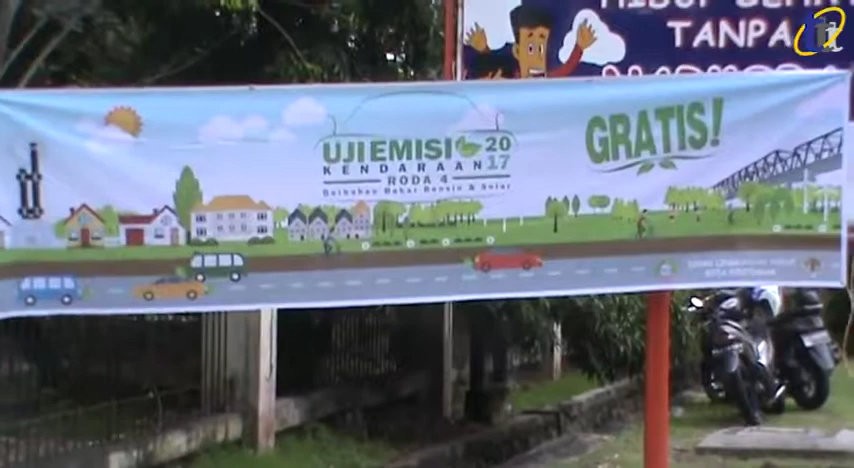 TANPA
UJI EMISI 2017
KENDARAAN
RODA 4
Berbahan Bakar Bensin & Solar
GRATIS!